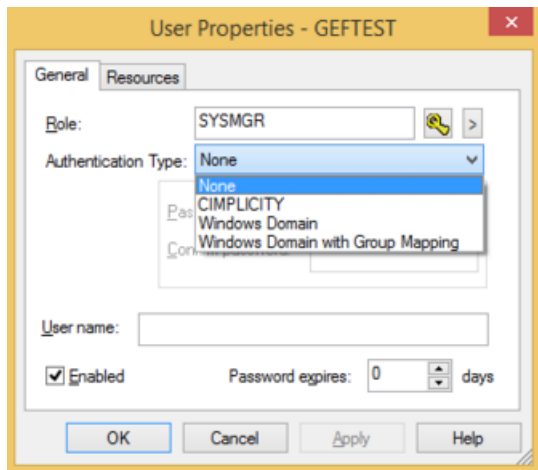 User Properties - GEFTEST
General Resources
Role: SYSMGR >
Authentication Type: None
None
CIMPLICITY
Windows Domain
Windows Domain with Group Mapping
User name:
Enabled Password expires: 0 days
OK Cancel Apply Help